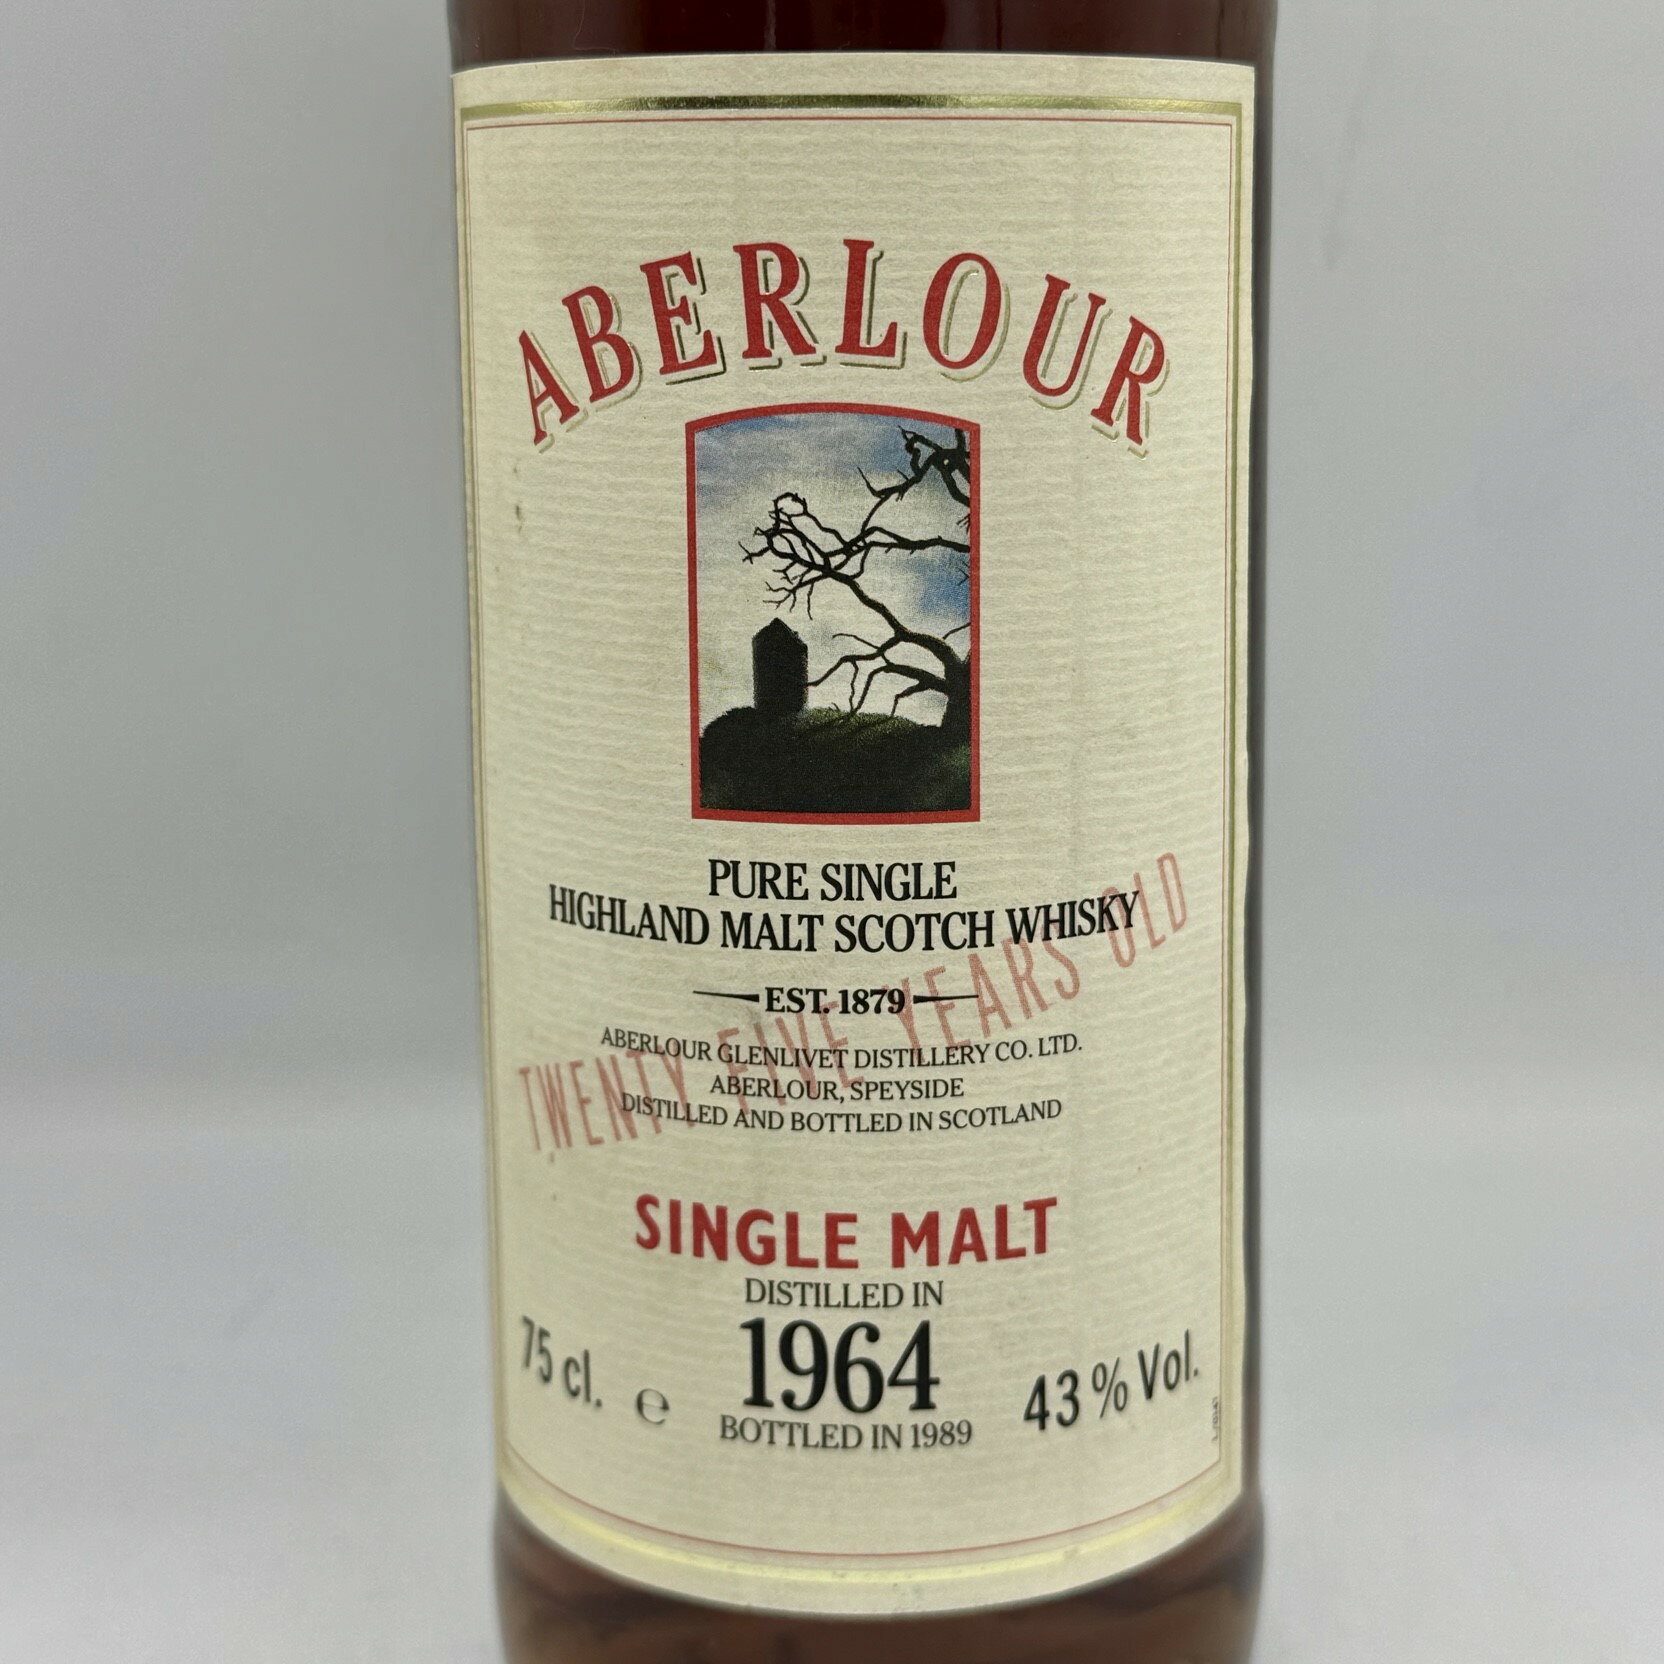 ABERLOUR
PURE SINGLE
HIGHLAND MALT SCOTCH WHISKY
EST. 1879
TWENTY FIVE YEARS OLD
ABERLOUR GLENLIVET DISTILLERY CO. LTD.
ABERLOUR, SPEYSIDE
DISTILLED AND BOTTLED IN SCOTLAND
SINGLE MALT
DISTILLED IN
1964
75 cl. e
43% Vol.
BOTTLED IN 1989